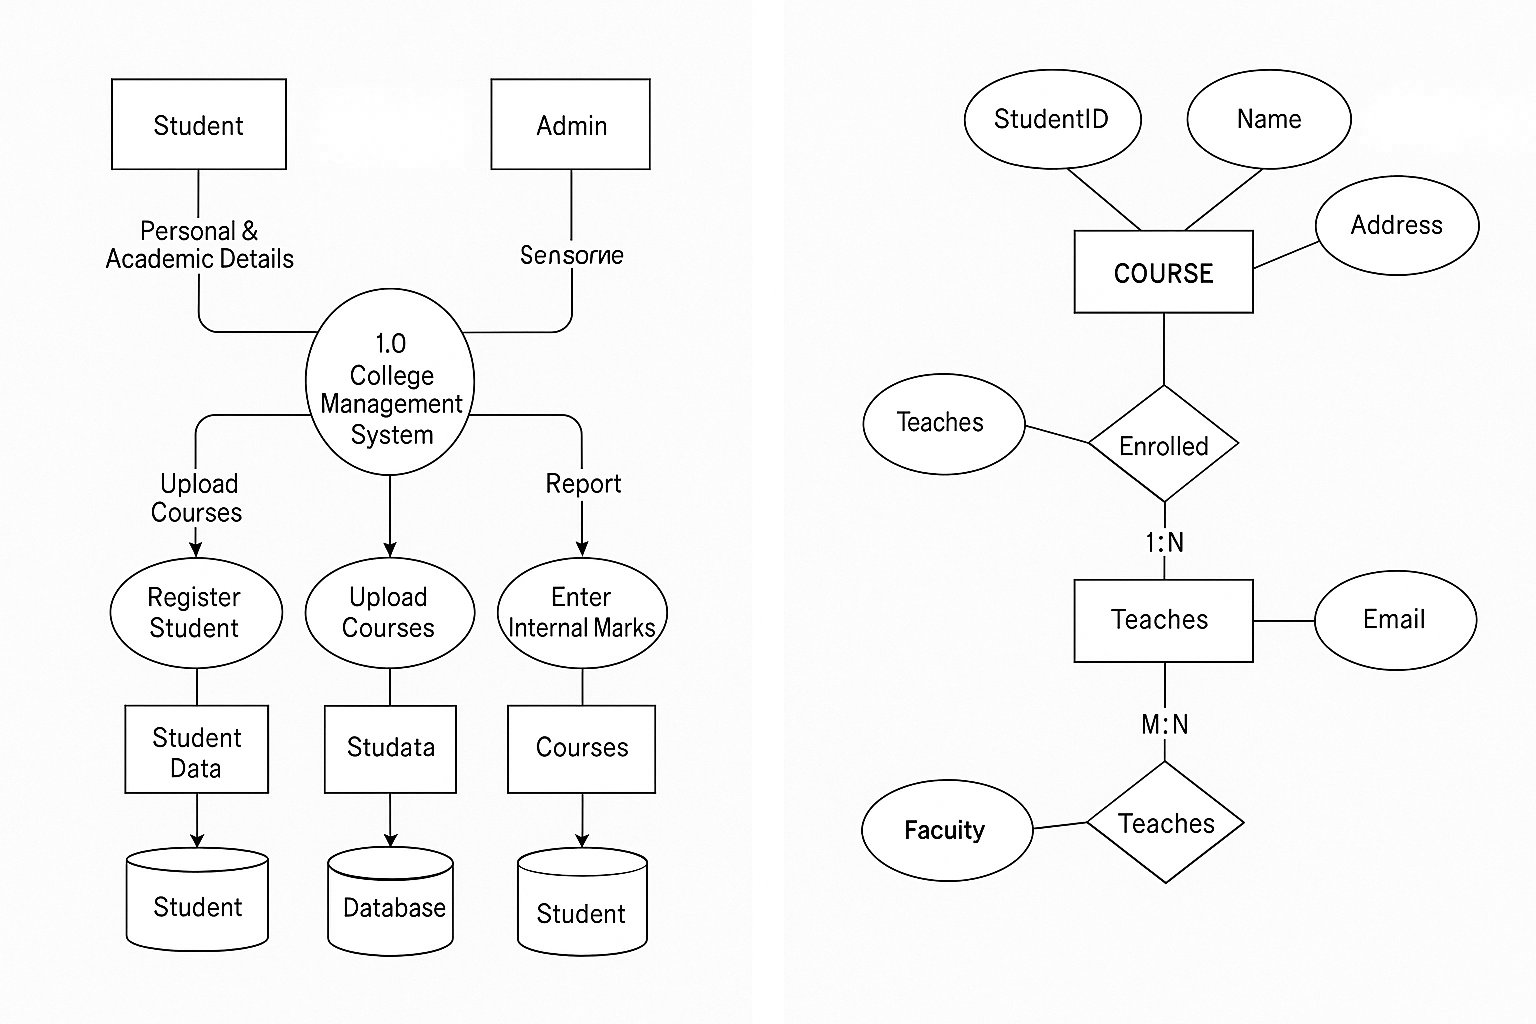 Student
Admin
Personal &
Academic Details
Sensorne
1.0
College
Management
System
Upload
Courses
Report
Register
Student
Upload
Courses
Enter
Internal Marks
Student
Data
Studata
Courses
Student
Database
Student
StudentID
Name
Address
COURSE
Teaches
Enrolled
1:N
Teaches
Email
M:N
Facuity
Teaches